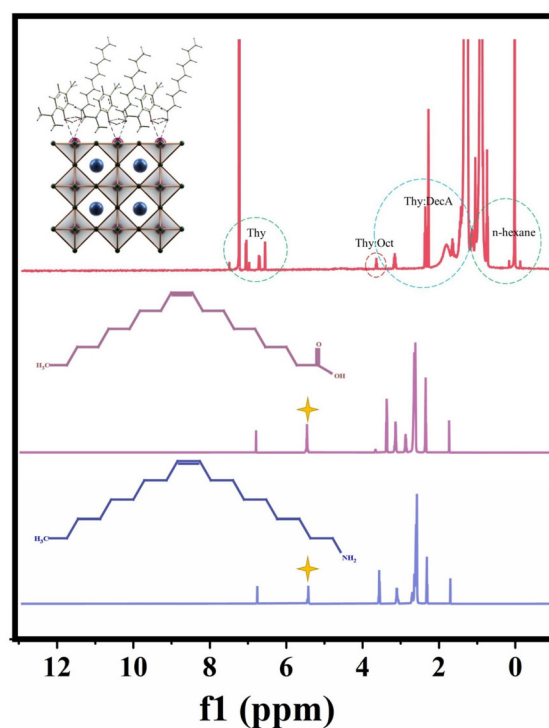 Thy
Thy:Oct
Thy:DecA
n-hexane
H₃C
O
OH
H₃C
NH₂
12 10 8 6 4 2 0
f1 (ppm)